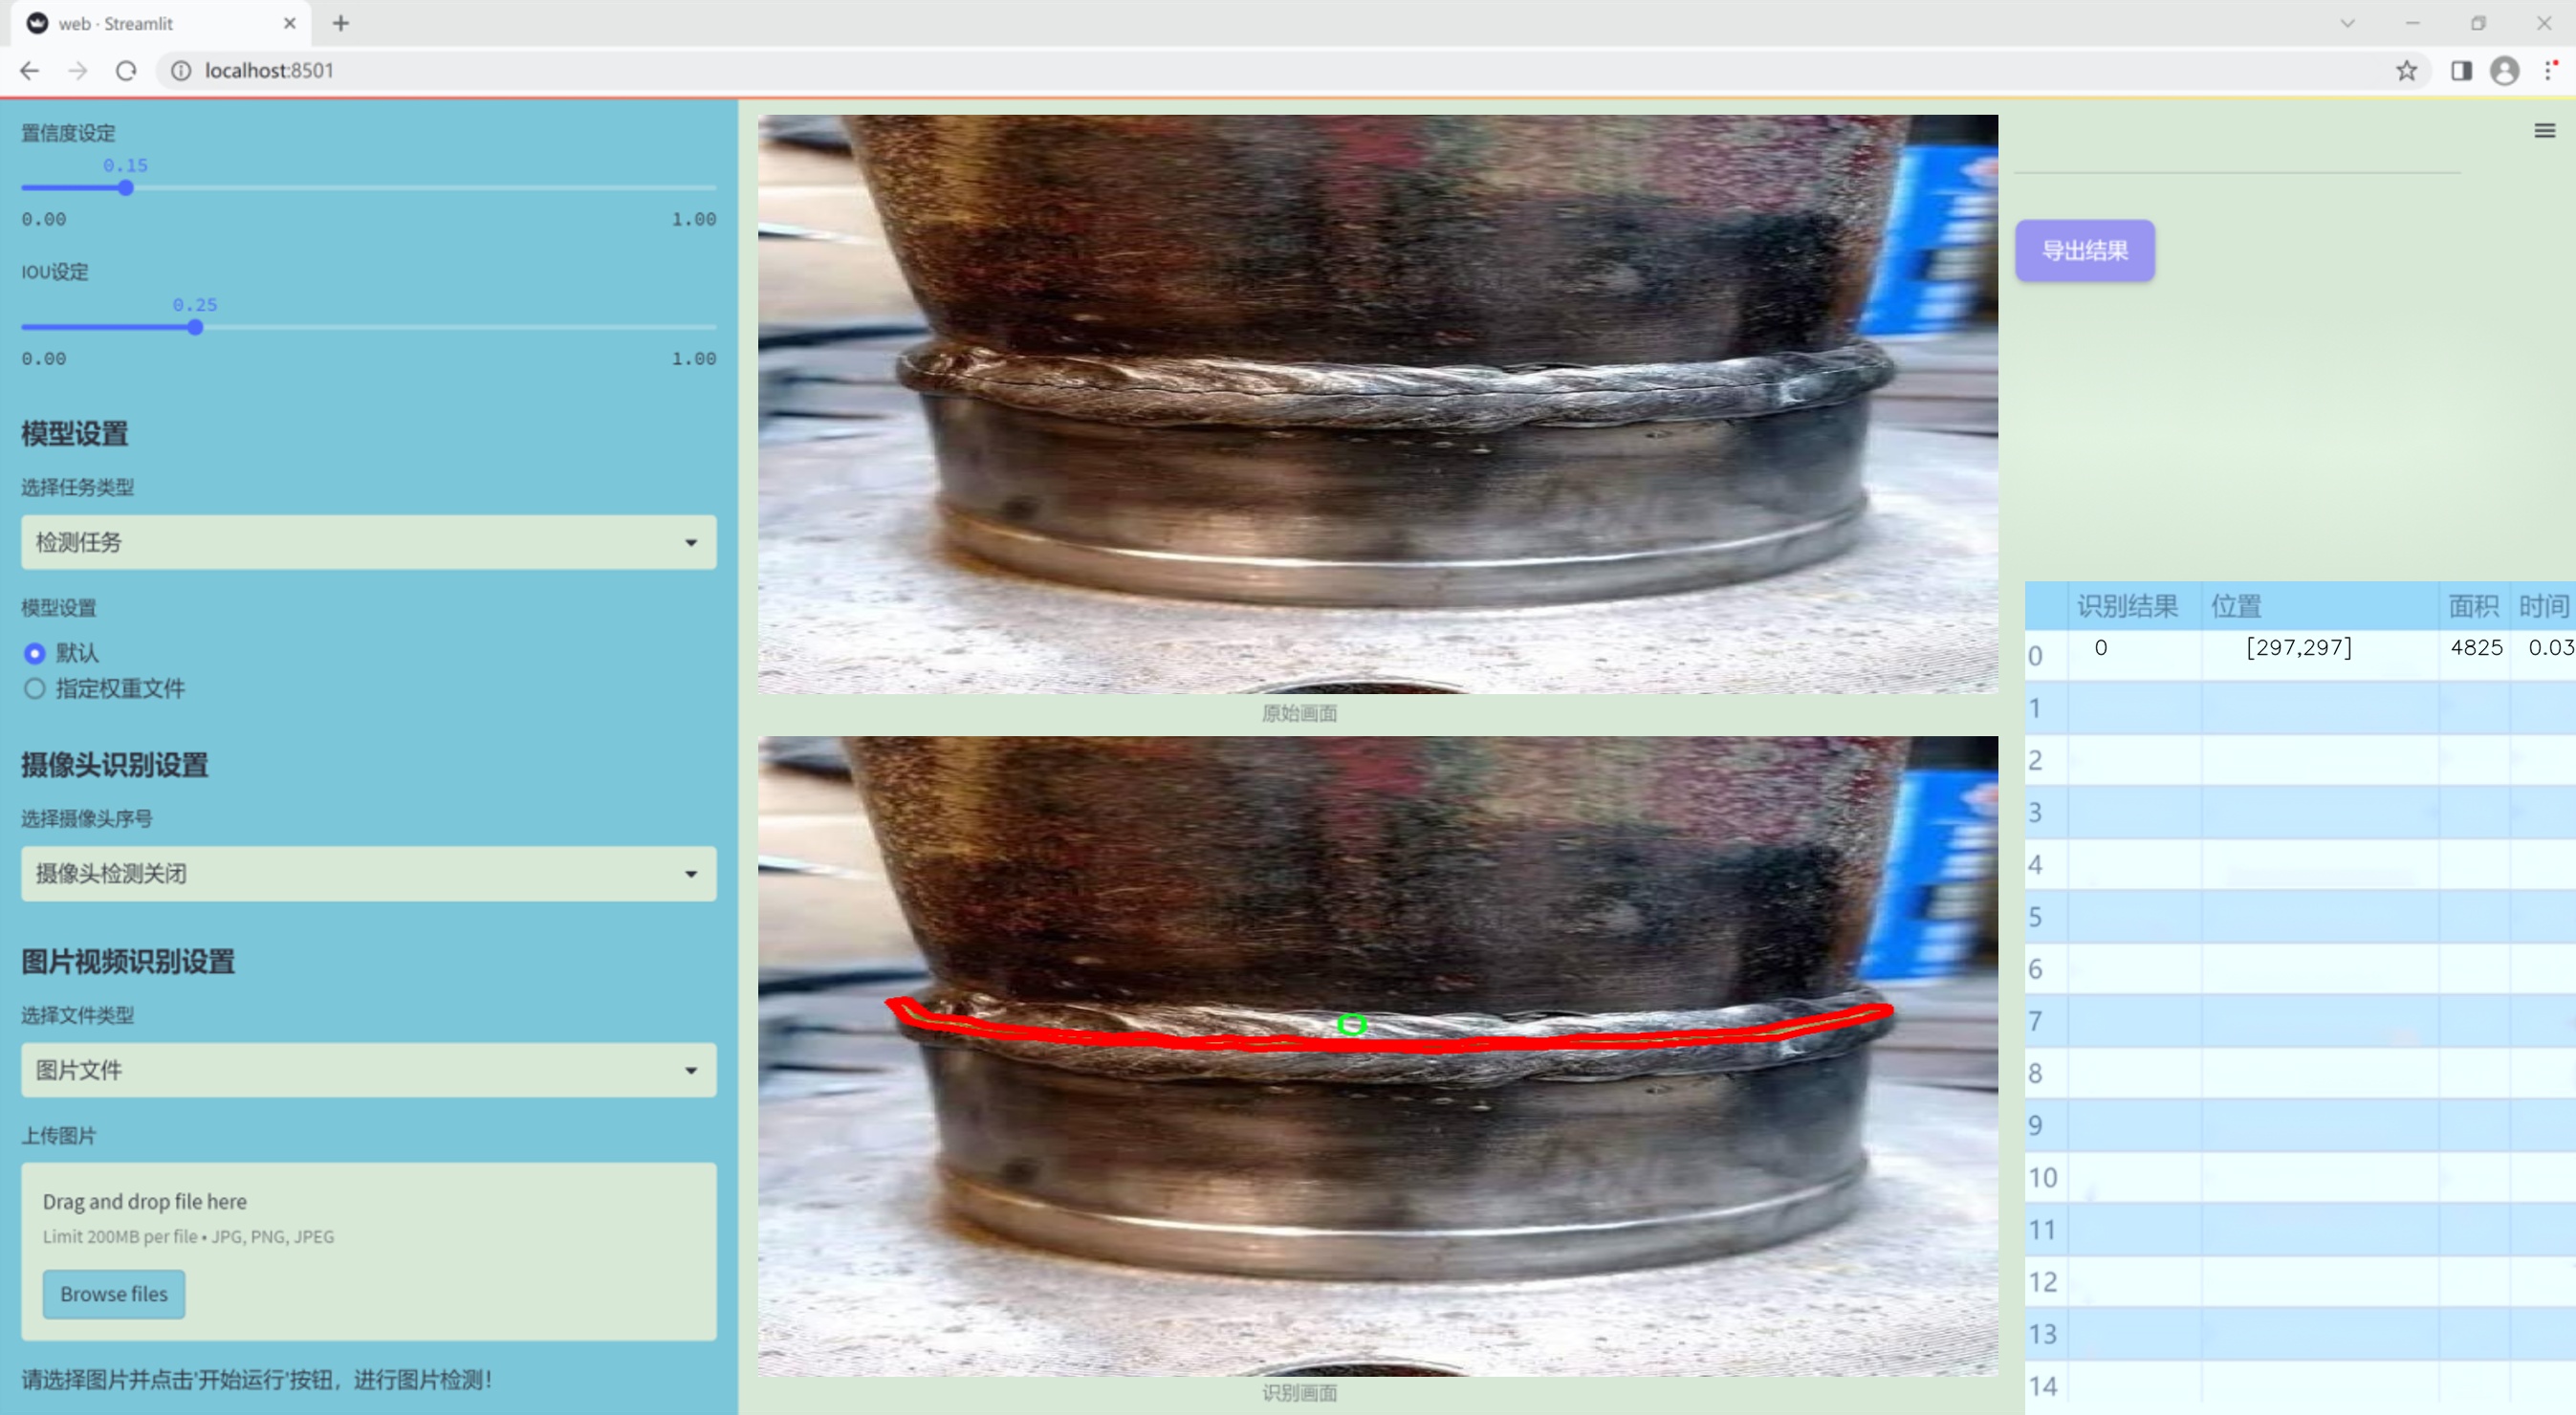 web · Streamlit
localhost:8501
置信度设定
0.15
0.00 1.00
IOU设定
0.25
0.00 1.00
模型设置
选择任务类型
检测任务
模型设置
默认
指定权重文件
摄像头识别设置
选择摄像头序号
摄像头检测关闭
图片视频识别设置
选择文件类型
图片文件
上传图片
Drag and drop file here
Limit 200MB per file • JPG, PNG, JPEG
Browse files
请选择图片并点击'开始运行'按钮，进行图片检测！
原始画面
识别画面
导出结果
识别结果 位置 面积 时间
0 0 [297,297] 4825 0.03
1
2
3
4
5
6
7
8
9
10
11
12
13
14